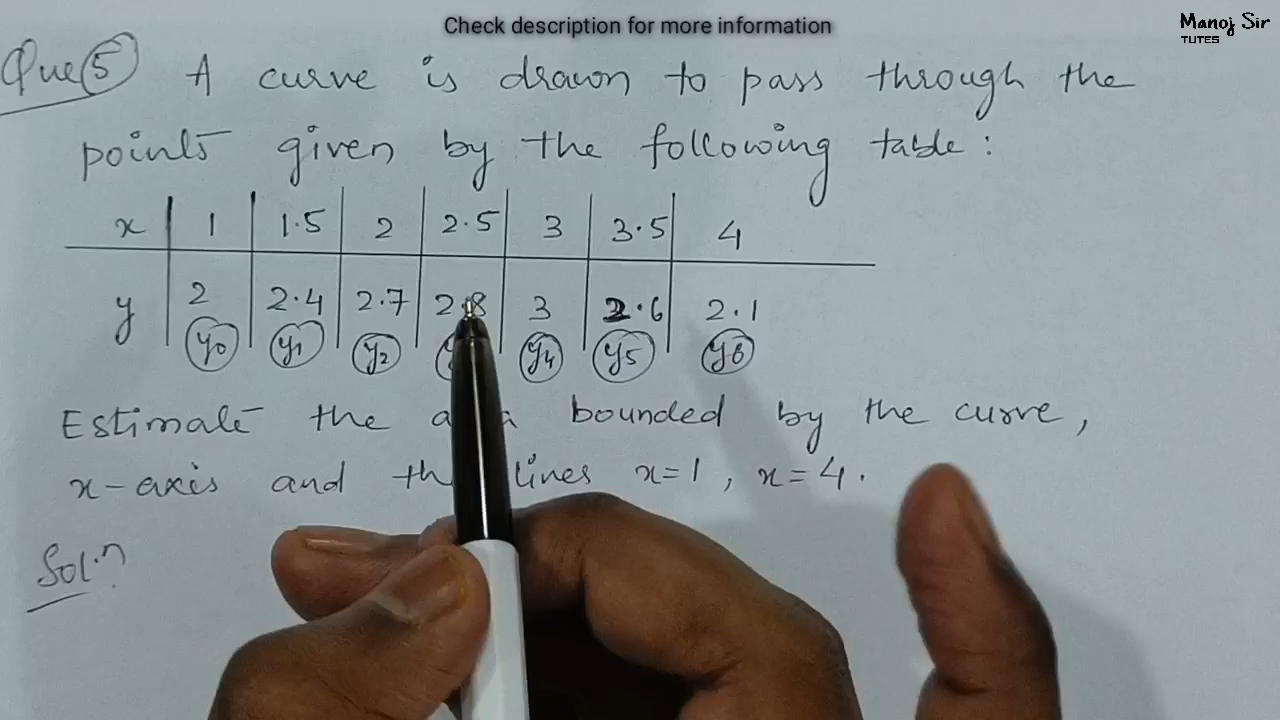 Check description for more information
Manoj Sir
TUTES
Que 5 A curve is drawn to pass through the
points given by the following table:
x 1 1.5 2 2.5 3 3.5 4
y 2 2.4 2.7 2.8 3 2.6 2.1
y0 y1 y2 y4 y5 y6
Estimate the bounded by the curve,
x-axis and lines x=1, x=4.
Sol.n